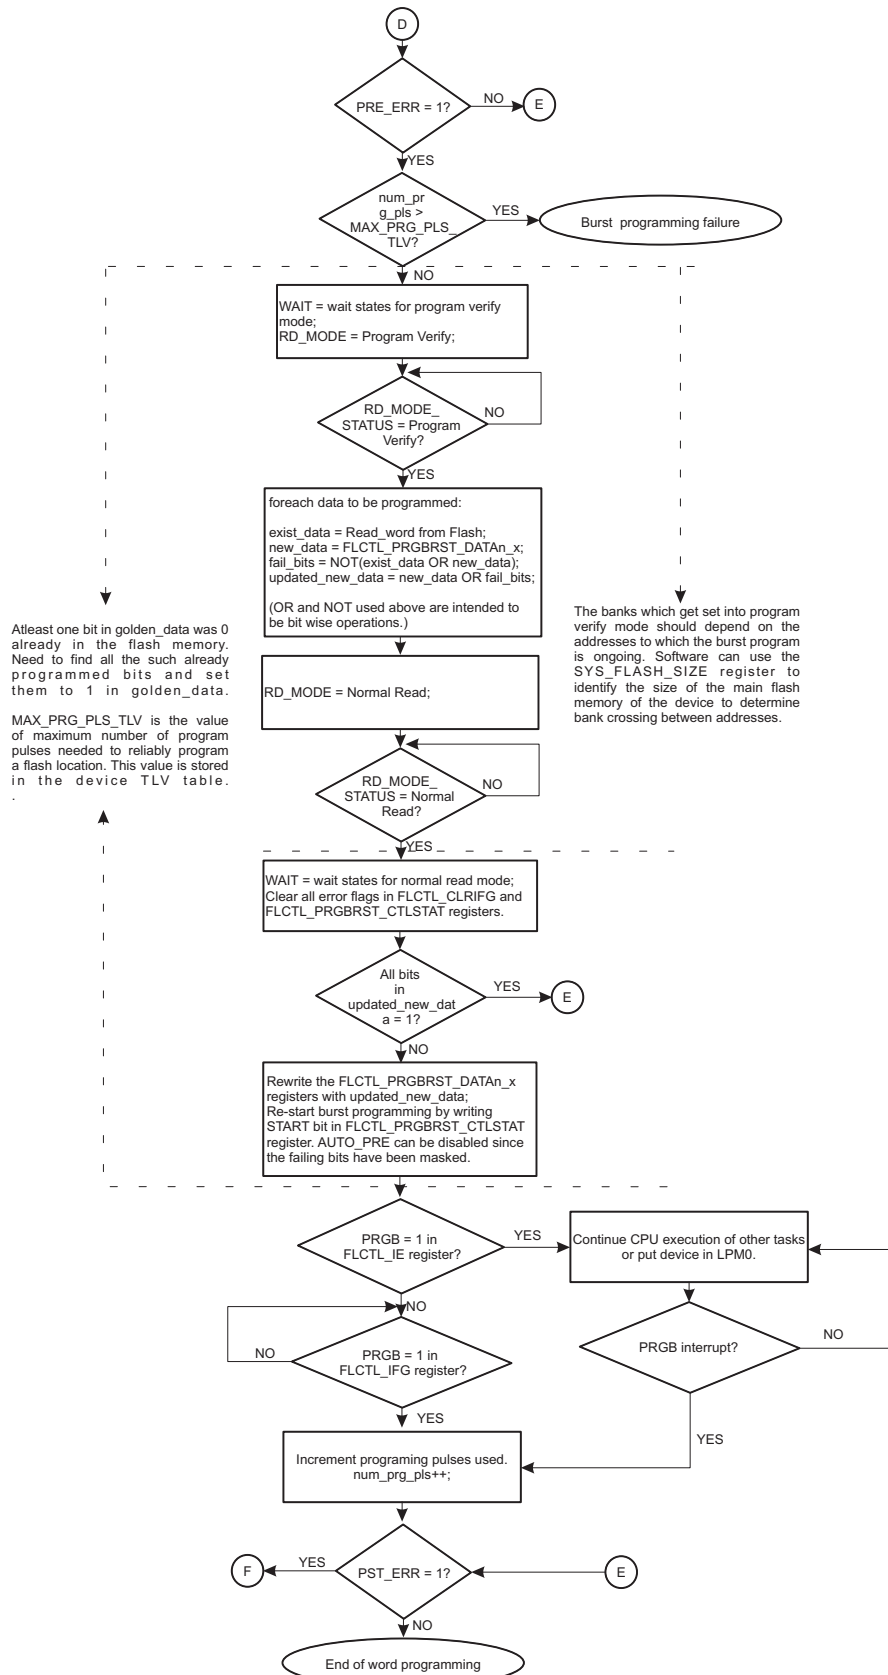 D
PRE_ERR = 1?
NO
E
YES
num_pr
g_pls >
MAX_PRG_PLS_
TLV?
YES
Burst programming failure
NO
WAIT = wait states for program verify
mode;
RD_MODE = Program Verify;
RD_MODE_
STATUS = Program
Verify?
NO
YES
foreach data to be programmed:
exist_data = Read_word from Flash;
new_data = FLCTL_PRGBRST_DATAn_x;
fail_bits = NOT(exist_data OR new_data);
updated_new_data = new_data OR fail_bits;
(OR and NOT used above are intended to
be bit wise operations.)
Atleast one bit in golden_data was 0
already in the flash memory.
Need to find all the such already
programmed bits and set
them to 1 in golden_data.
MAX_PRG_PLS_TLV is the value
of maximum number of program
pulses needed to reliably program
a flash location. This value is stored
in the device TLV table.
.
The banks which get set into program
verify mode should depend on the
addresses to which the burst program
is ongoing. Software can use the
SYS_FLASH_SIZE register to
identify the size of the main flash
memory of the device to determine
bank crossing between addresses.
RD_MODE = Normal Read;
RD_MODE_
STATUS = Normal
Read?
NO
YES
WAIT = wait states for normal read mode;
Clear all error flags in FLCTL_CLRIFG and
FLCTL_PRGBRST_CTLSTAT registers.
All bits
in
updated_new_dat
a = 1?
YES
E
NO
Rewrite the FLCTL_PRGBRST_DATAn_x
registers with updated_new_data;
Re-start burst programming by writing
START bit in FLCTL_PRGBRST_CTLSTAT
register. AUTO_PRE can be disabled since
the failing bits have been masked.
PRGB = 1 in
FLCTL_IE register?
YES
Continue CPU execution of other tasks
or put device in LPM0.
NO
PRGB = 1 in
FLCTL_IFG register?
NO
PRGB interrupt?
NO
YES
YES
Increment programing pulses used.
num_prg_pls++;
F
YES
PST_ERR = 1?
E
NO
End of word programming